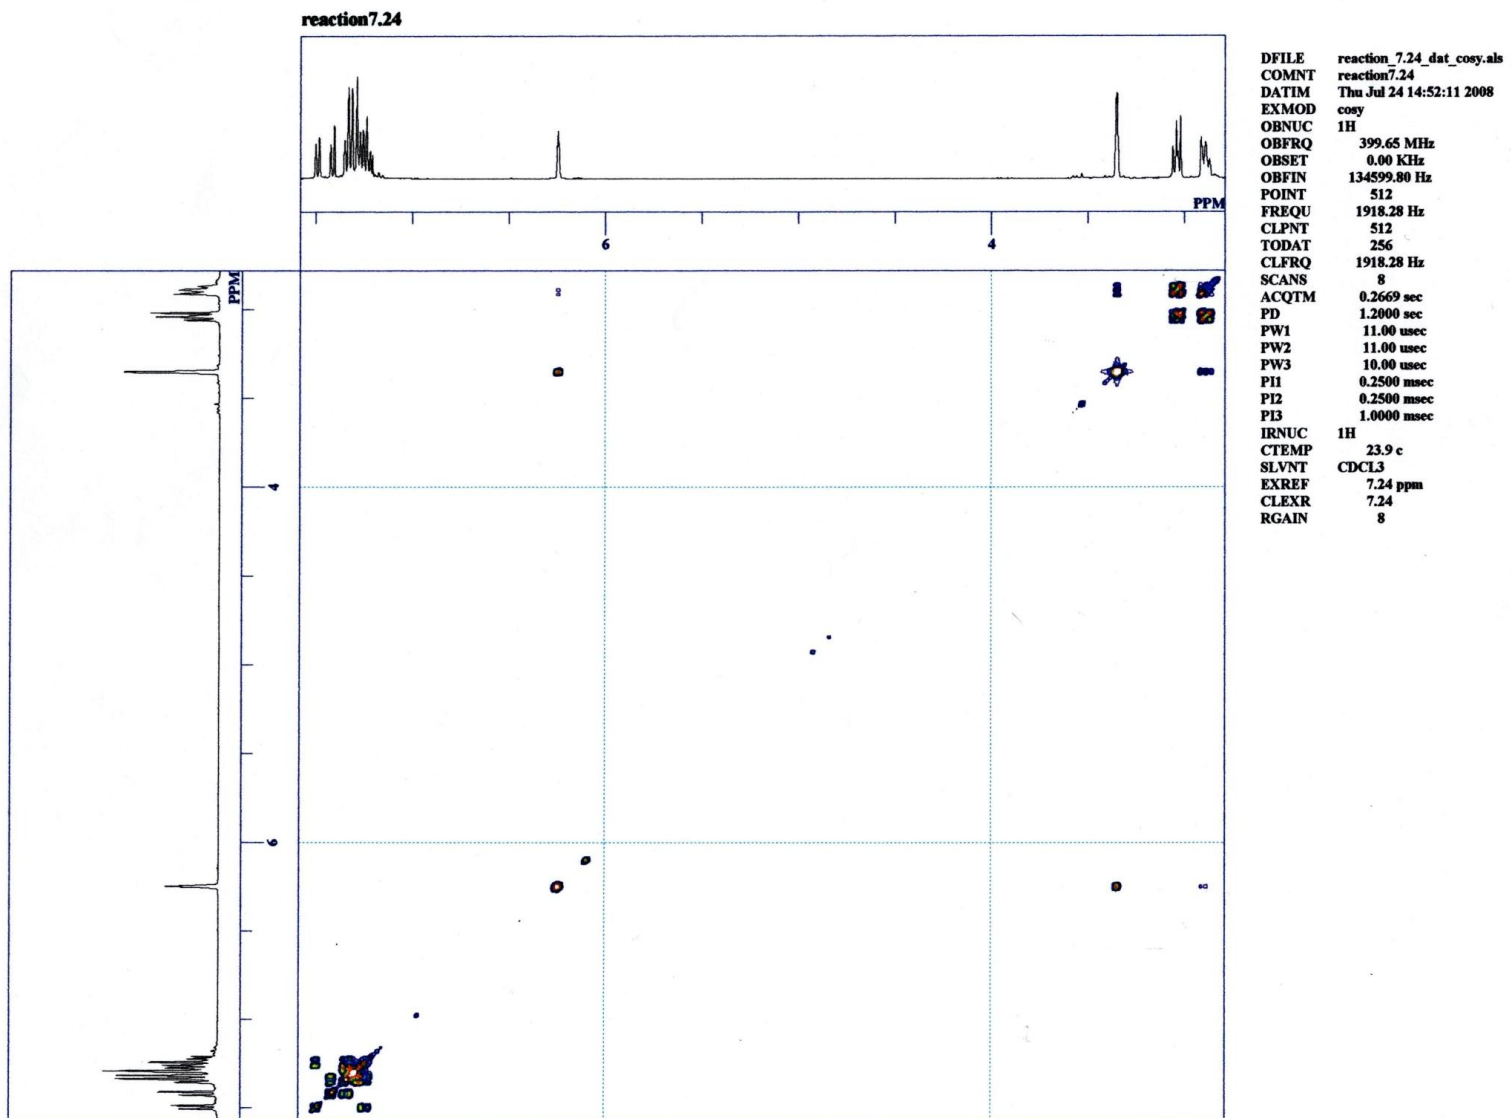 reaction7.24
PPM
6
4
PPM
4
6
DFILE reaction_7.24_dat_cosy.als
COMNT reaction7.24
DATIM Thu Jul 24 14:52:11 2008
EXMOD cosy
OBNUC 1H
OBFRQ 399.65 MHz
OBSET 0.00 KHz
OBFIN 134599.80 Hz
POINT 512
FREQU 1918.28 Hz
CLPNT 512
TODAT 256
CLFRQ 1918.28 Hz
SCANS 8
ACQTM 0.2669 sec
PD 1.2000 sec
PW1 11.00 usec
PW2 11.00 usec
PW3 10.00 usec
PI1 0.2500 msec
PI2 0.2500 msec
PI3 1.0000 msec
IRNUC 1H
CTEMP 23.9 c
SLVNT CDCL3
EXREF 7.24 ppm
CLEXR 7.24
RGAIN 8